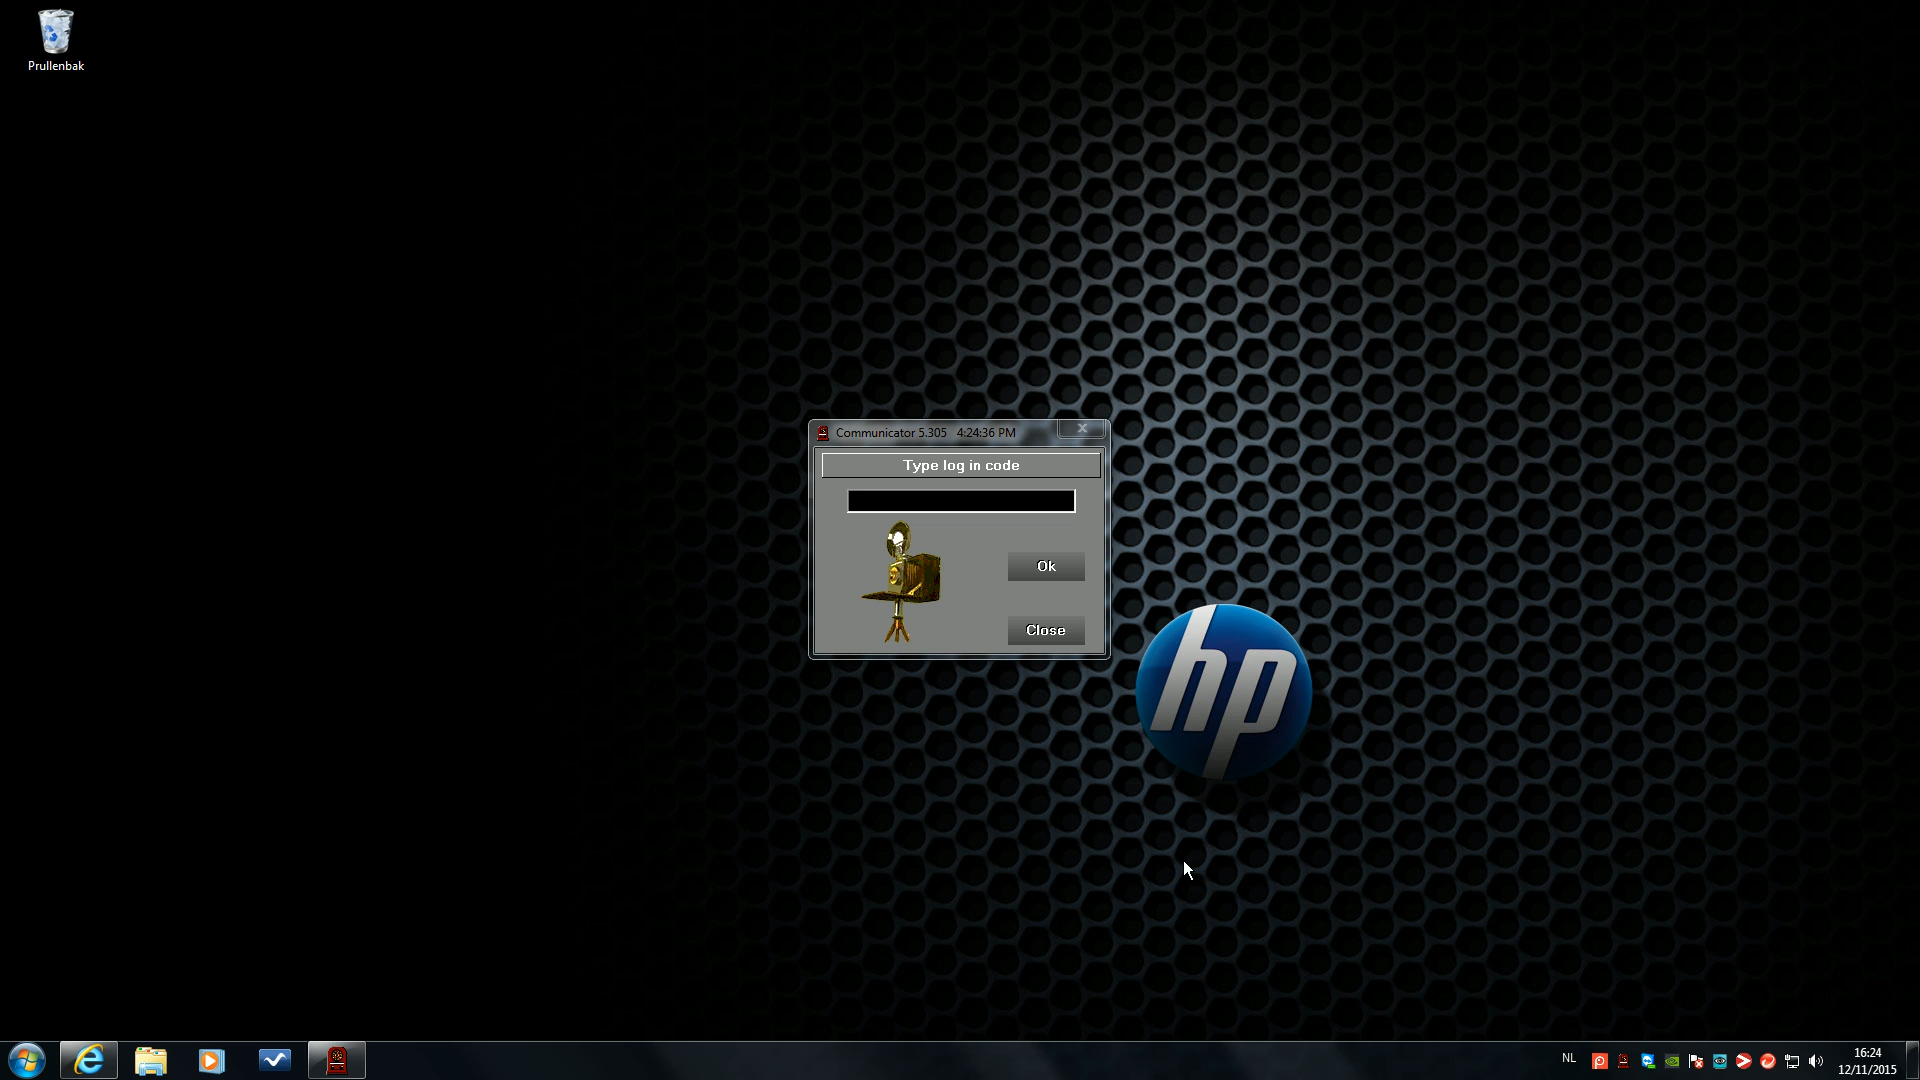 Prullenbak
Communicator 5.305 4:24:36 PM
Type log in code
Ok
Close
hp
NL
16:24
12/11/2015